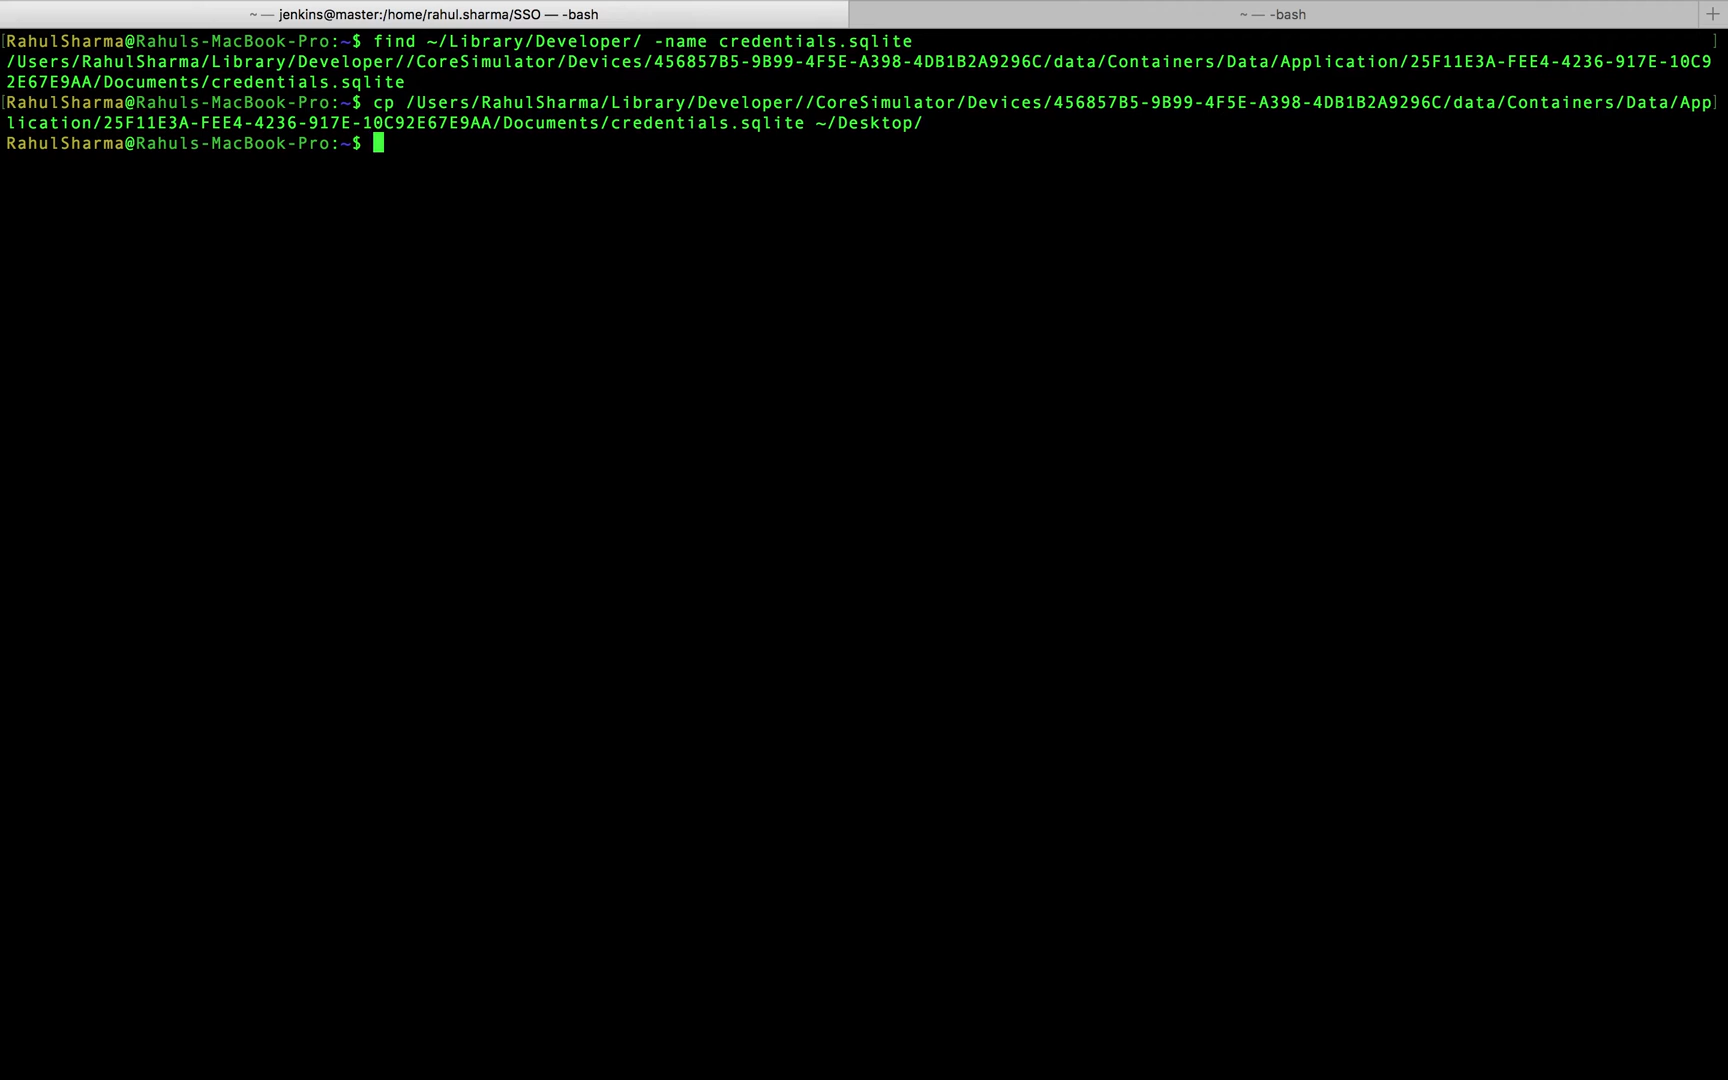 ~ — jenkins@master:/home/rahul.sharma/SSO — -bash
~ — -bash
+
[RahulSharma@Rahuls-MacBook-Pro:~$ find ~/Library/Developer/ -name credentials.sqlite ]
/Users/RahulSharma/Library/Developer//CoreSimulator/Devices/456857B5-9B99-4F5E-A398-4DB1B2A9296C/data/Containers/Data/Application/25F11E3A-FEE4-4236-917E-10C9
2E67E9AA/Documents/credentials.sqlite
[RahulSharma@Rahuls-MacBook-Pro:~$ cp /Users/RahulSharma/Library/Developer//CoreSimulator/Devices/456857B5-9B99-4F5E-A398-4DB1B2A9296C/data/Containers/Data/App]
lication/25F11E3A-FEE4-4236-917E-10C92E67E9AA/Documents/credentials.sqlite ~/Desktop/
RahulSharma@Rahuls-MacBook-Pro:~$